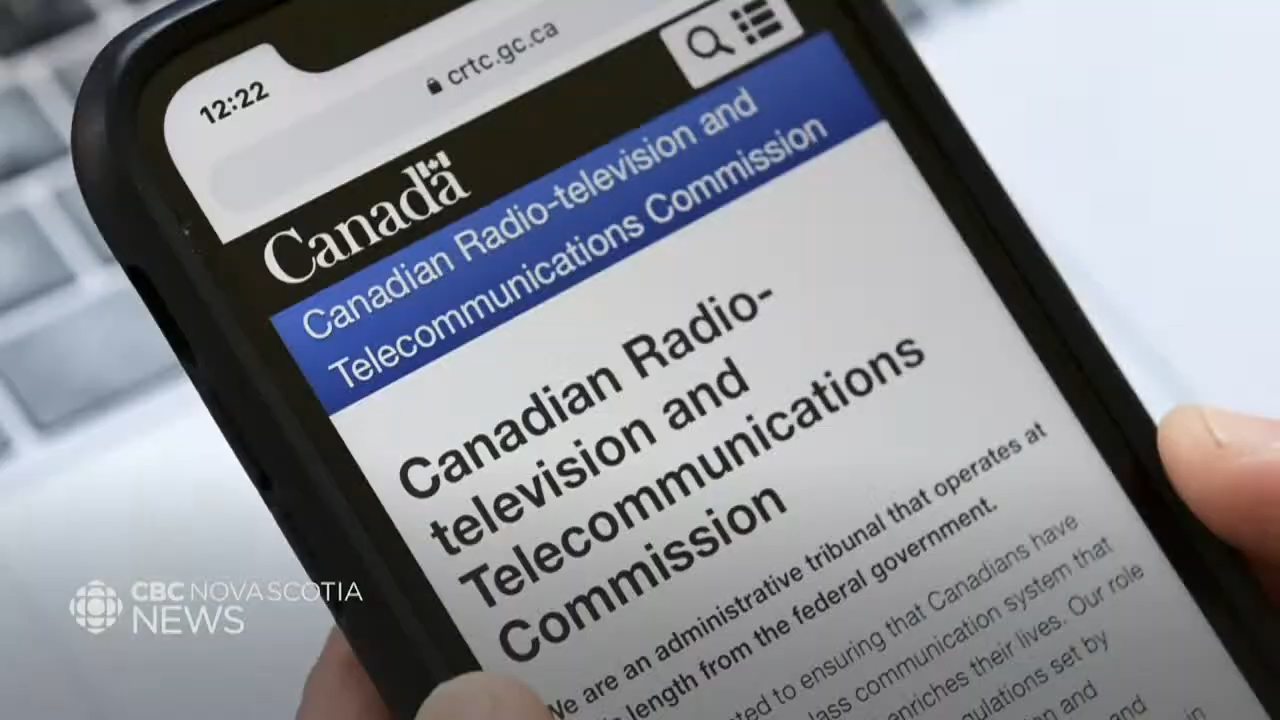 12:22
crtc.gc.ca
Canada
Canadian Radio-television and
Telecommunications Commission
Canadian Radio-
television and
Telecommunications
Commission
We are an administrative tribunal that operates at
length from the federal government.
to ensuring that Canadians have
communication system that
enriches their lives. Our role
set by
and
in
CBC NOVA SCOTIA
NEWS